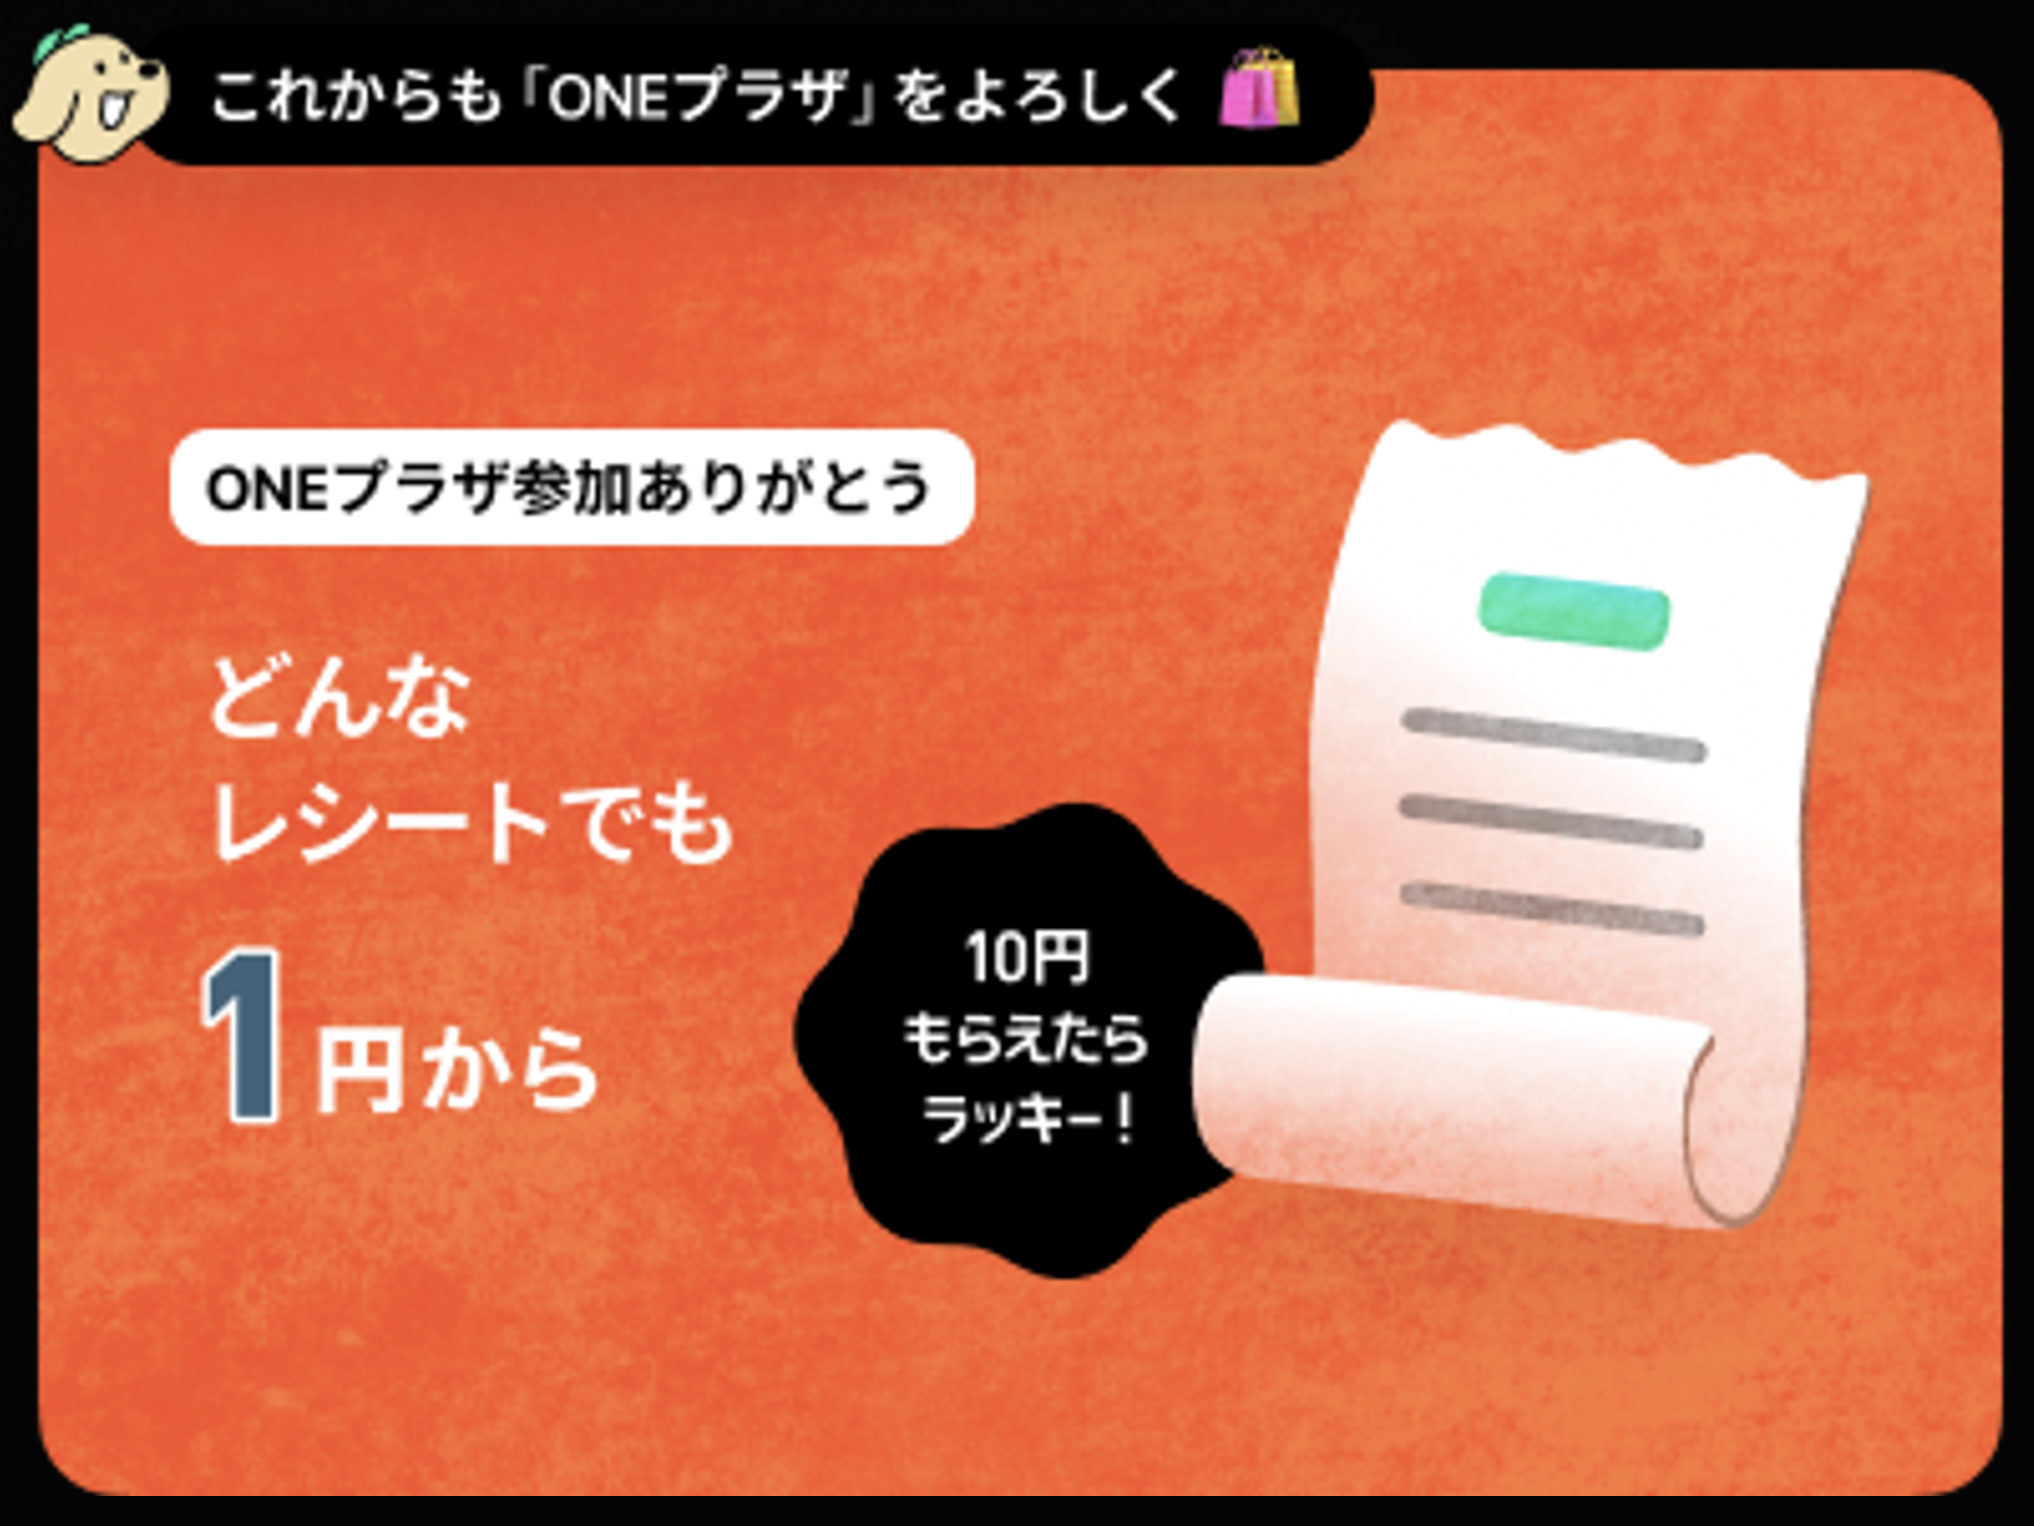 これからも「ONEプラザ」をよろしく 🛍️
ONEプラザ参加ありがとう
どんな
レシートでも
1円から
10円
もらえたら
ラッキー！